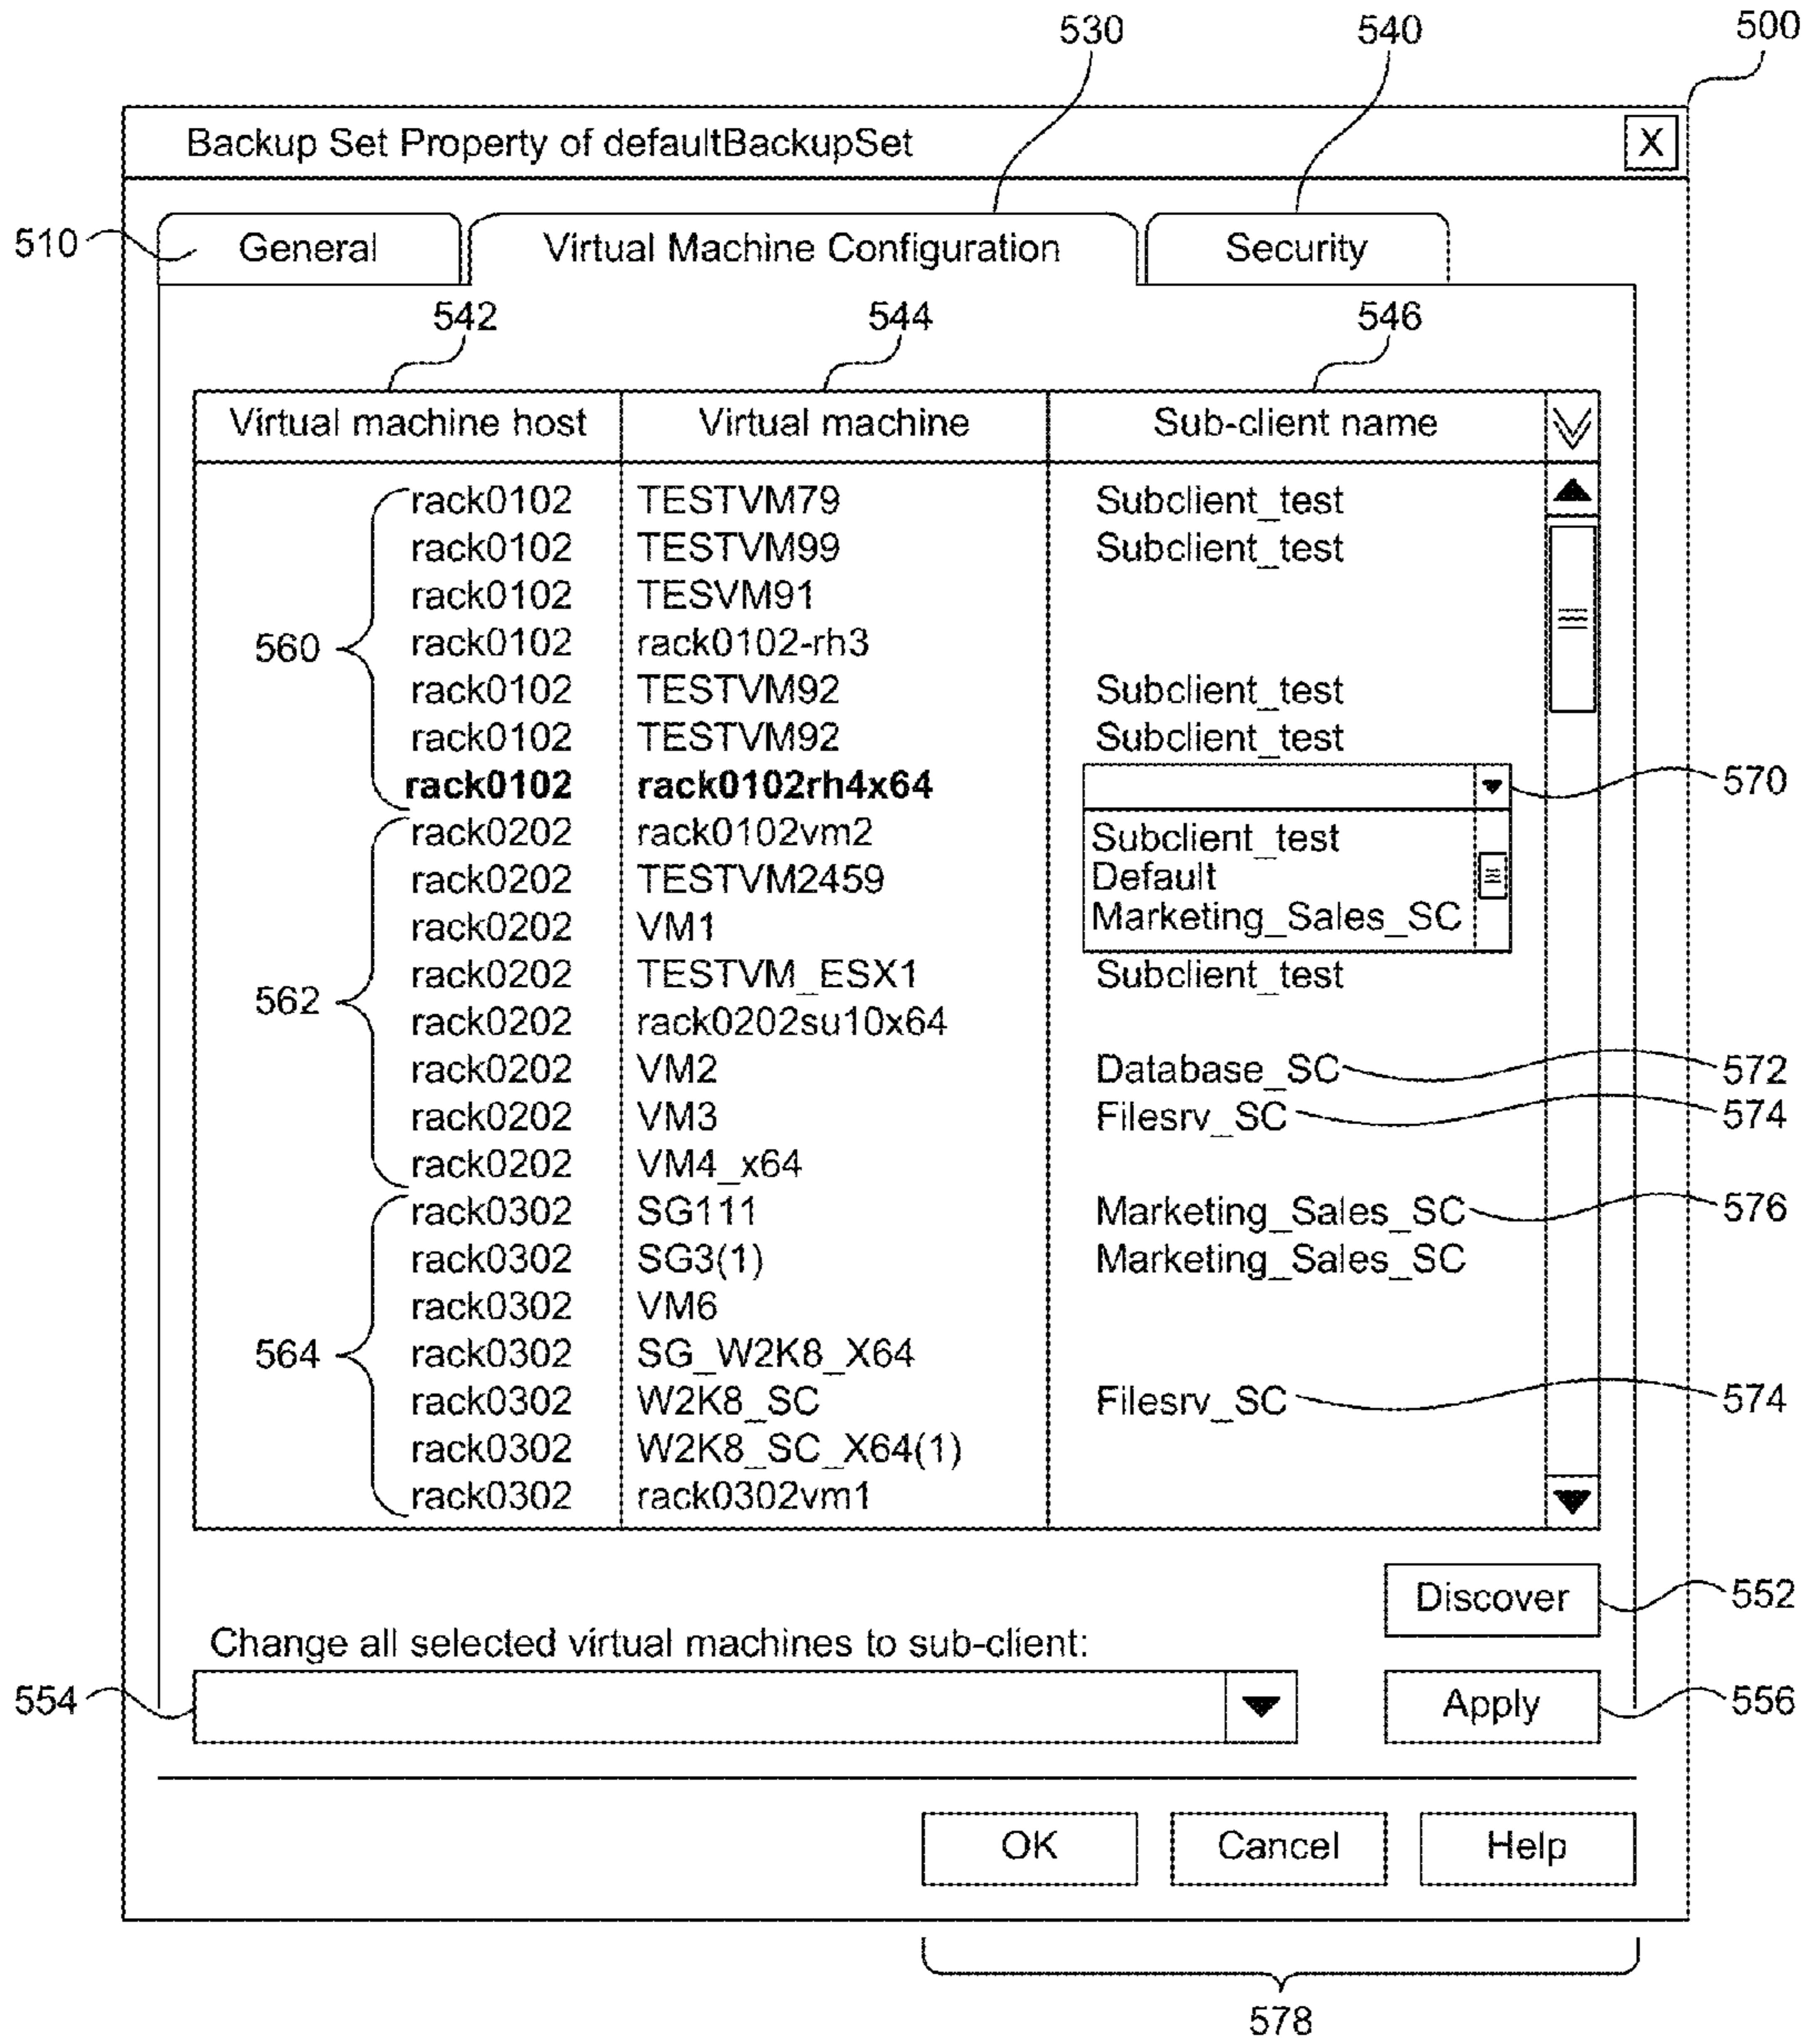 530 540 500
Backup Set Property of defaultBackupSet X
510 General Virtual Machine Configuration Security
542 544 546
Virtual machine host Virtual machine Sub-client name
rack0102 TESTVM79 Subclient_test
rack0102 TESTVM99 Subclient_test
rack0102 TESVM91
560 rack0102 rack0102-rh3
rack0102 TESTVM92 Subclient_test
rack0102 TESTVM92 Subclient_test
rack0102 rack0102rh4x64 570
rack0202 rack0102vm2 Subclient_test
rack0202 TESTVM2459 Default
rack0202 VM1 Marketing_Sales_SC
rack0202 TESTVM_ESX1 Subclient_test
562 rack0202 rack0202su10x64
rack0202 VM2 Database_SC 572
rack0202 VM3 Filesrv_SC 574
rack0202 VM4_x64
rack0302 SG111 Marketing_Sales_SC 576
rack0302 SG3(1) Marketing_Sales_SC
rack0302 VM6
564 rack0302 SG_W2K8_X64
rack0302 W2K8_SC Filesrv_SC 574
rack0302 W2K8_SC_X64(1)
rack0302 rack0302vm1
Discover 552
Change all selected virtual machines to sub-client:
554 Apply 556
OK Cancel Help
578